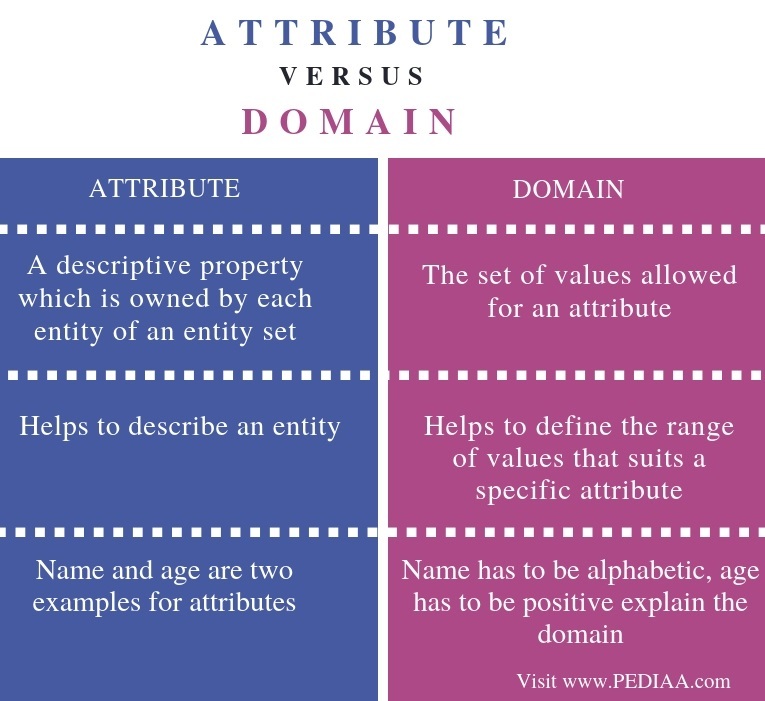 ATTRIBUTE
VERSUS
DOMAIN
ATTRIBUTE
A descriptive property
which is owned by each
entity of an entity set
Helps to describe an entity
Name and age are two
examples for attributes
DOMAIN
The set of values allowed
for an attribute
Helps to define the range
of values that suits a
specific attribute
Name has to be alphabetic, age
has to be positive explain the
domain
Visit www.PEDIAA.com